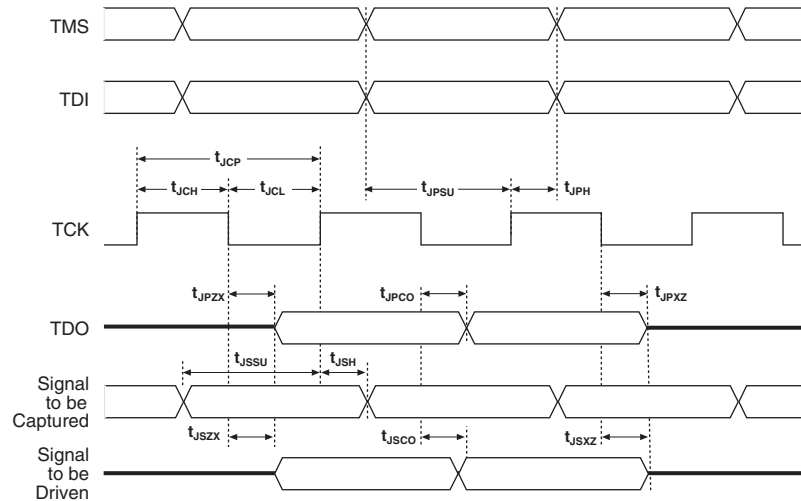 TMS
TDI
tJCP
tJCH
tJCL
tJPSU
tJPH
TCK
tJPZX
tJPCO
tJPXZ
TDO
tJSSU
tJSH
Signal
to be
Captured
tJSZX
tJSCO
tJSXZ
Signal
to be
Driven